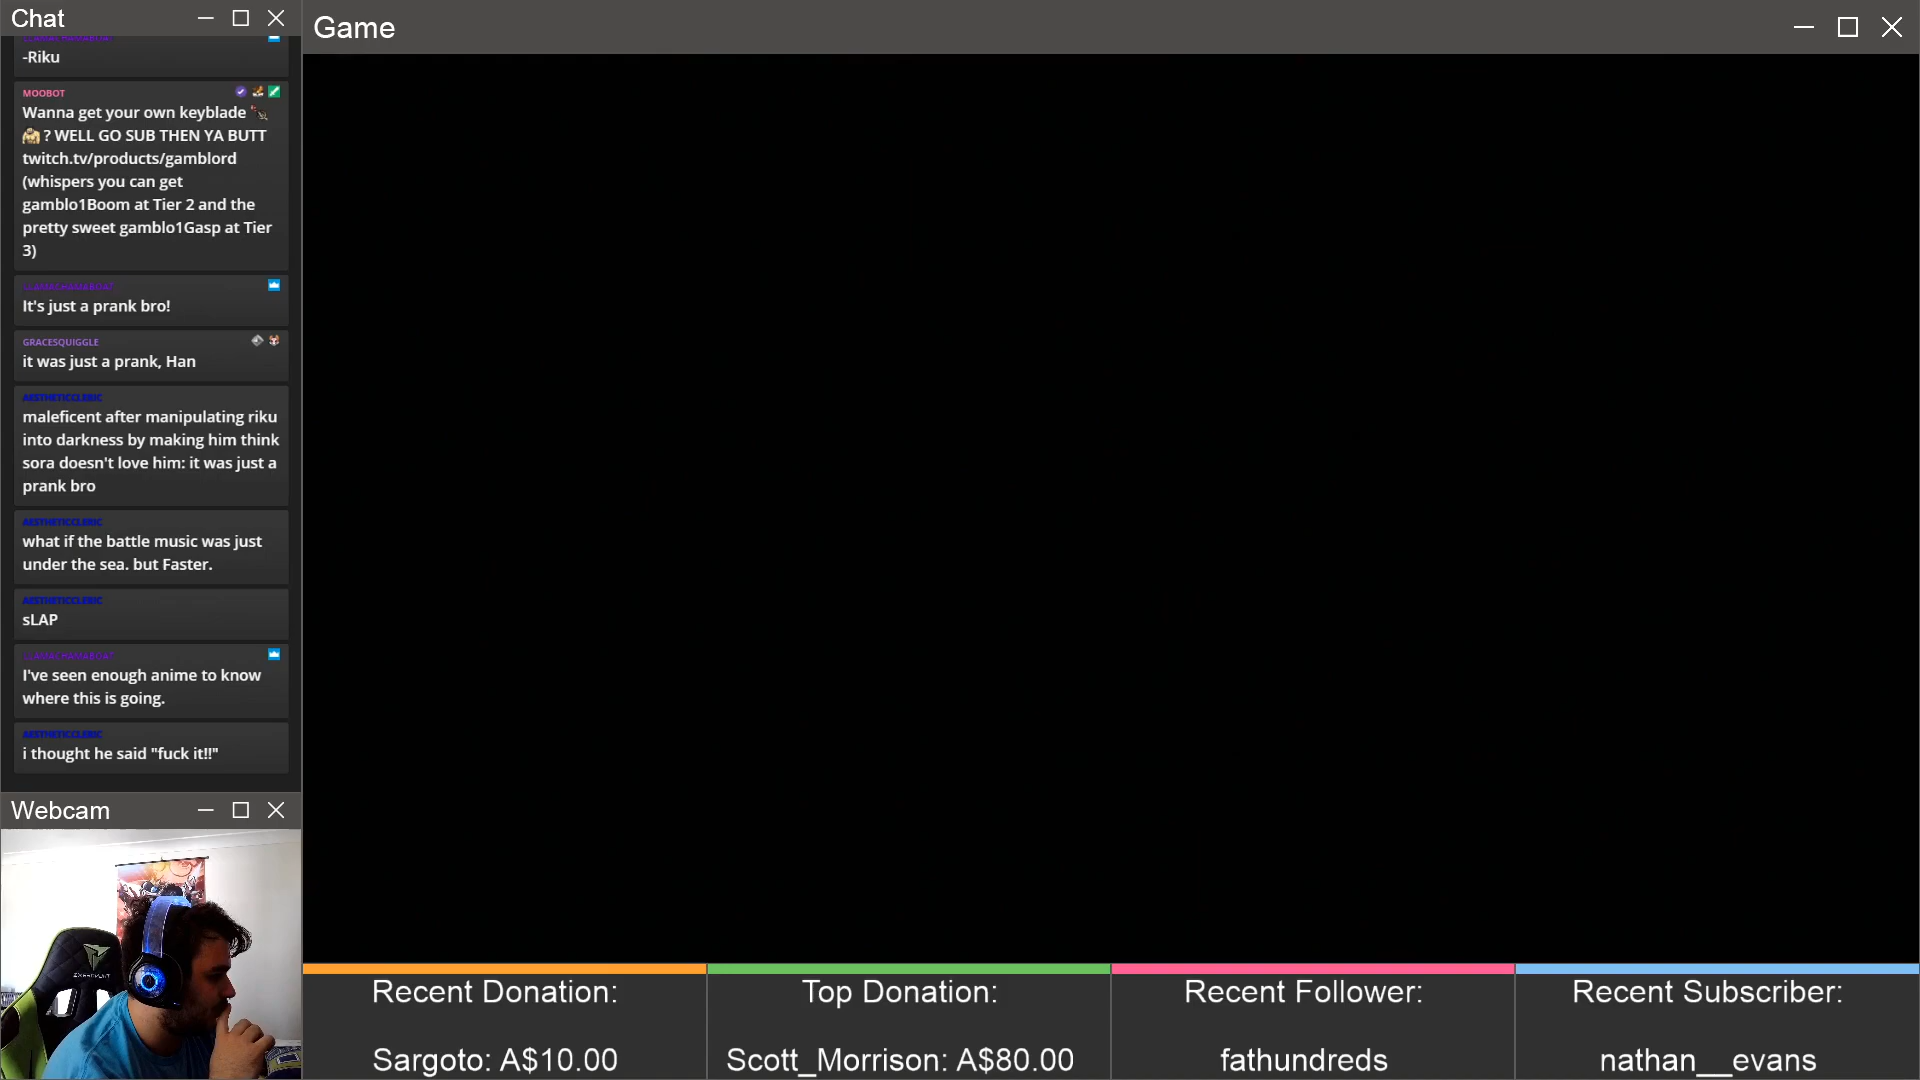 Chat
Game
-Riku
MOOBOT
Wanna get your own keyblade
? WELL GO SUB THEN YA BUTT
twitch.tv/products/gamblord
(whispers you can get
gamblo1Boom at Tier 2 and the
pretty sweet gamblo1Gasp at Tier
3)
It's just a prank bro!
GRACESQUIGGLE
it was just a prank, Han
AESTHETICCLERIC
maleficent after manipulating riku
into darkness by making him think
sora doesn't love him: it was just a
prank bro
AESTHETICCLERIC
what if the battle music was just
under the sea. but Faster.
AESTHETICCLERIC
sLAP
I've seen enough anime to know
where this is going.
AESTHETICCLERIC
i thought he said "fuck it!!"
Webcam
Recent Donation:
Sargoto: A$10.00
Top Donation:
Scott_Morrison: A$80.00
Recent Follower:
fathundreds
Recent Subscriber:
nathan__evans